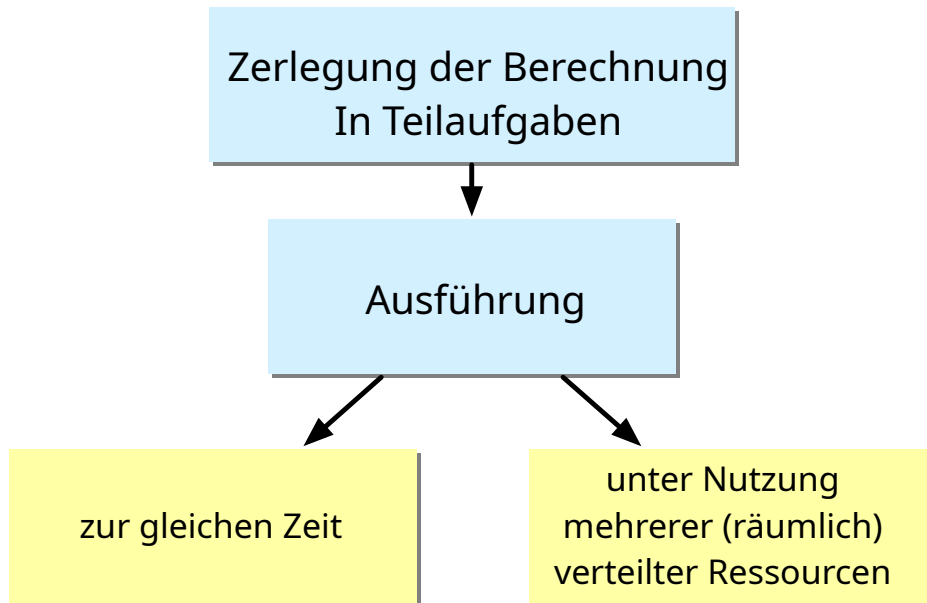 Zerlegung der Berechnung
In Teilaufgaben
Ausführung
zur gleichen Zeit
unter Nutzung
mehrerer (räumlich)
verteilter Ressourcen